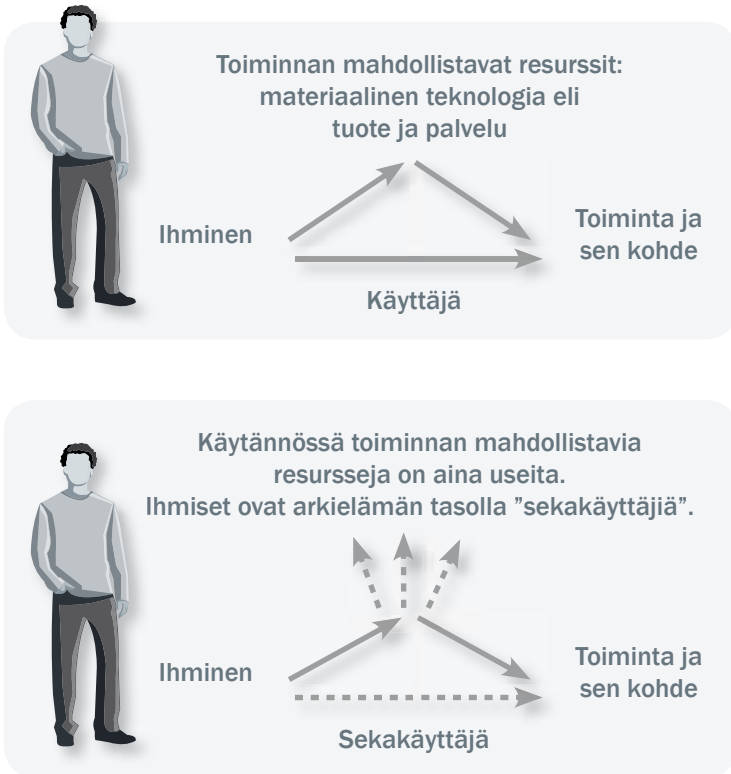 Toiminnan mahdollistavat resurssit:
materiaalinen teknologia eli
tuote ja palvelu
Ihminen
Toiminta ja
sen kohde
Käyttäjä
Käytännössä toiminnan mahdollistavia
resursseja on aina useita.
Ihmiset ovat arkielämän tasolla ”sekakäyttäjiä”.
Ihminen
Toiminta ja
sen kohde
Sekakäyttäjä